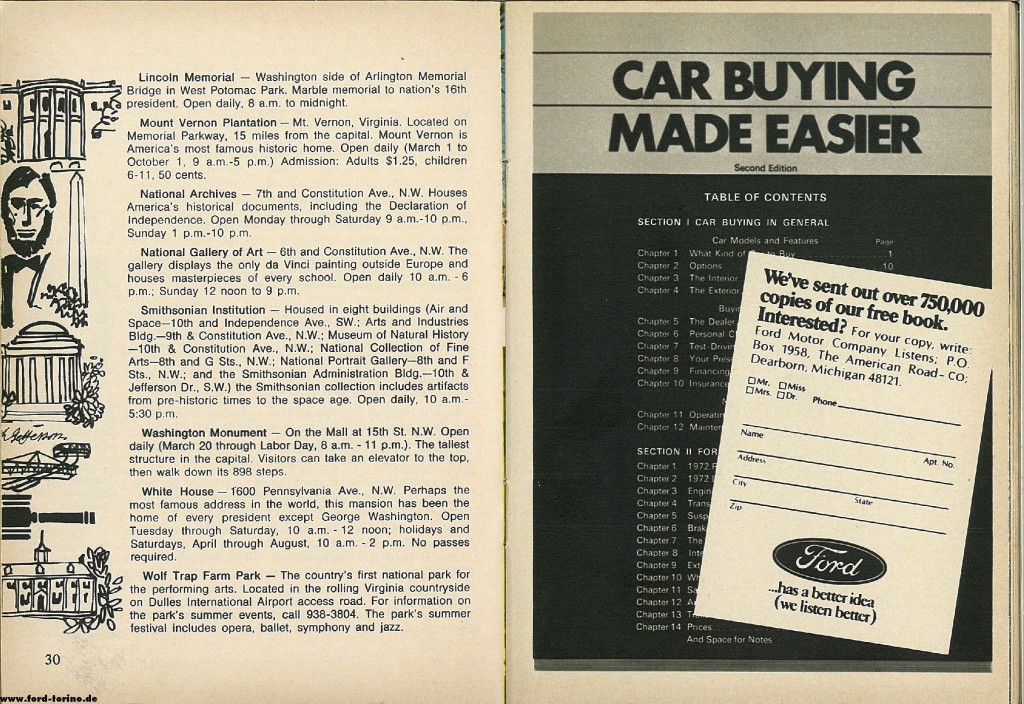 Lincoln Memorial — Washington side of Arlington Memorial
Bridge in West Potomac Park. Marble memorial to nation's 16th
president. Open daily, 8 a.m. to midnight.
Mount Vernon Plantation — Mt. Vernon, Virginia. Located on
Memorial Parkway, 15 miles from the capital. Mount Vernon is
America's most famous historic home. Open daily (March 1 to
October 1, 9 a.m.-5 p.m.) Admission: Adults $1.25, children
6-11, 50 cents.
National Archives — 7th and Constitution Ave., N.W. Houses
America's historical documents, including the Declaration of
Independence. Open Monday through Saturday 9 a.m.-10 p.m.,
Sunday 1 p.m.-10 p.m.
National Gallery of Art — 6th and Constitution Ave., N.W. The
gallery displays the only da Vinci painting outside Europe and
houses masterpieces of every school. Open daily 10 a.m. - 6
p.m.; Sunday 12 noon to 9 p.m.
Smithsonian Institution — Housed in eight buildings (Air and
Space—10th and Independence Ave., SW.; Arts and Industries
Bldg.—9th & Constitution Ave., N.W.; Museum of Natural History
—10th & Constitution Ave., N.W.; National Collection of Fine
Arts—8th and G Sts., N.W.; National Portrait Gallery—8th and F
Sts., N.W.; and the Smithsonian Administration Bldg.—10th &
Jefferson Dr., S.W.) the Smithsonian collection includes artifacts
from pre-historic times to the space age. Open daily, 10 a.m.-
5:30 p.m.
Washington Monument — On the Mall at 15th St. N.W. Open
daily (March 20 through Labor Day, 8 a.m. - 11 p.m.). The tallest
structure in the capital. Visitors can take an elevator to the top,
then walk down its 898 steps.
White House — 1600 Pennsylvania Ave., N.W. Perhaps the
most famous address in the world, this mansion has been the
home of every president except George Washington. Open
Tuesday through Saturday, 10 a.m. - 12 noon; holidays and
Saturdays, April through August, 10 a.m. - 2 p.m. No passes
required.
Wolf Trap Farm Park — The country's first national park for
the performing arts. Located in the rolling Virginia countryside
on Dulles International Airport access road. For information on
the park's summer events, call 938-3804. The park's summer
festival includes opera, ballet, symphony and jazz.
30
www.ford-torino.de
CAR BUYING
MADE EASIER
Second Edition
TABLE OF CONTENTS
SECTION I CAR BUYING IN GENERAL
Car Models and Features Page
Chapter 1 What Kind of to Buy 1
Chapter 2 Options 10
Chapter 3 The Interior
Chapter 4 The Exterior
Chapter 5 The Dealer
Chapter 6 Personal
Chapter 7
Chapter 8 Your
Chapter 9 Financing
Chapter 10 Insurance
Chapter 11
Chapter 12
SECTION II FOR
Chapter 1 1972
Chapter 2 1972
Chapter 3
Chapter 4
Chapter 5
Chapter 6
Chapter 7 The
Chapter 8
Chapter 9
Chapter 10
Chapter 11
Chapter 12
Chapter 13
Chapter 14 Prices
And Space for Notes
We've sent out over 750,000
copies of our free book.
Interested? For your copy, write:
Ford Motor Company Listens; P.O.
Box 1958, The American Road-CO;
Dearborn, Michigan 48121.
Mr. Miss
Mrs. Dr. Phone
Name
Address Apt. No.
City State
Zip
Ford
...has a better idea
(we listen better)